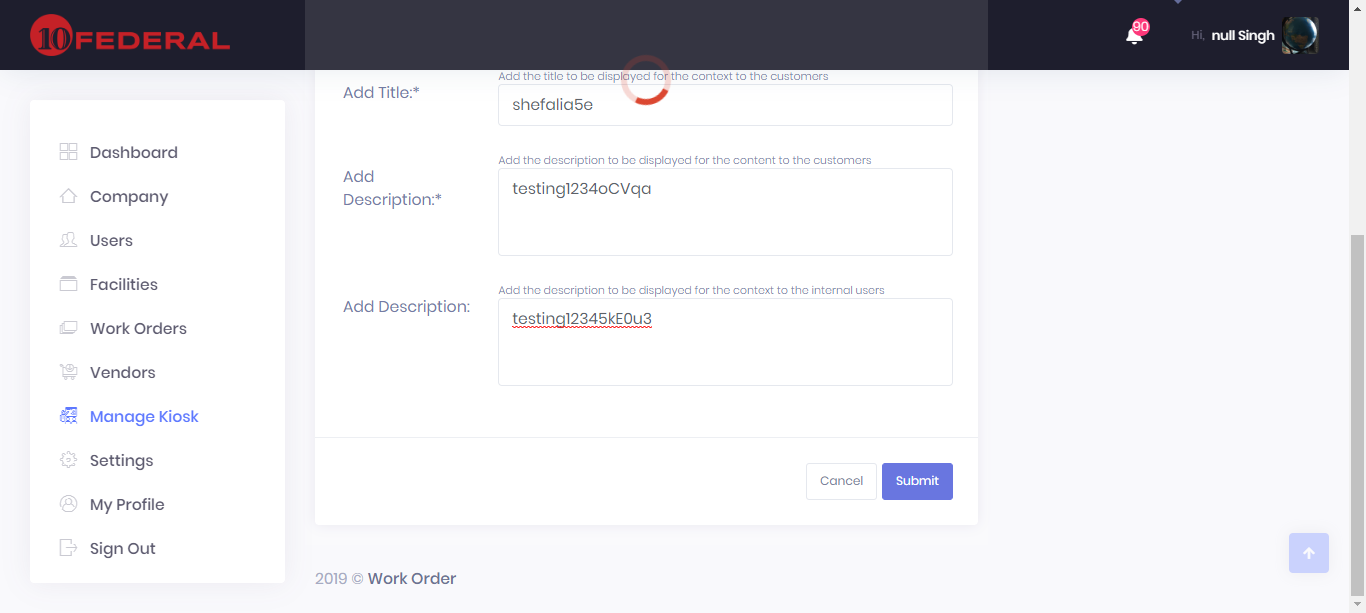 10 FEDERAL
90
Hi, null Singh
Dashboard
Company
Users
Facilities
Work Orders
Vendors
Manage Kiosk
Settings
My Profile
Sign Out
Add the title to be displayed for the context to the customers
Add Title:*
shefalia5e
Add the description to be displayed for the content to the customers
Add
Description:*
testing1234oCVqa
Add the description to be displayed for the context to the internal users
Add Description:
testing12345kE0u3
Cancel
Submit
2019 © Work Order